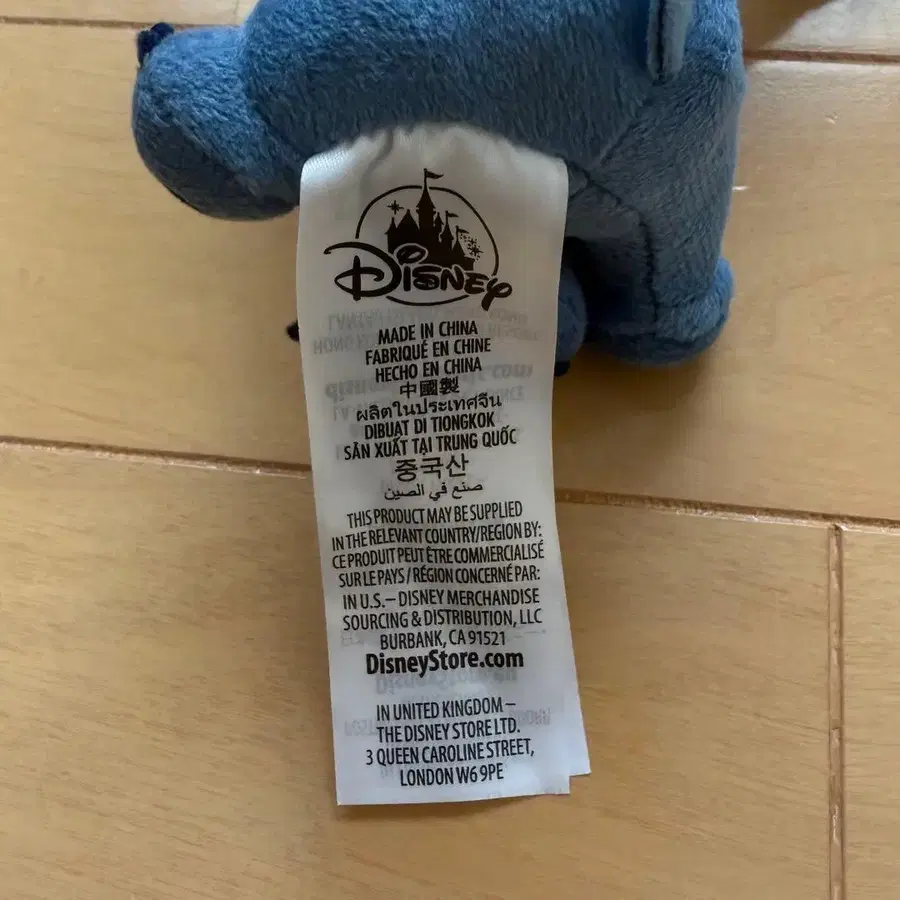 Disney
MADE IN CHINA
FABRIQUÉ EN CHINE
HECHO EN CHINA
中國製
ผลิตในประเทศจีน
DIBUAT DI TIONGKOK
SẢN XUẤT TẠI TRUNG QUỐC
중국산
صنع في الصين
THIS PRODUCT MAY BE SUPPLIED
IN THE RELEVANT COUNTRY/REGION BY:
CE PRODUIT PEUT ÊTRE COMMERCIALISÉ
SUR LE PAYS / RÉGION CONCERNÉ PAR:
IN U.S.– DISNEY MERCHANDISE
SOURCING & DISTRIBUTION, LLC
BURBANK, CA 91521
DisneyStore.com
IN UNITED KINGDOM –
THE DISNEY STORE LTD.
3 QUEEN CAROLINE STREET,
LONDON W6 9PE